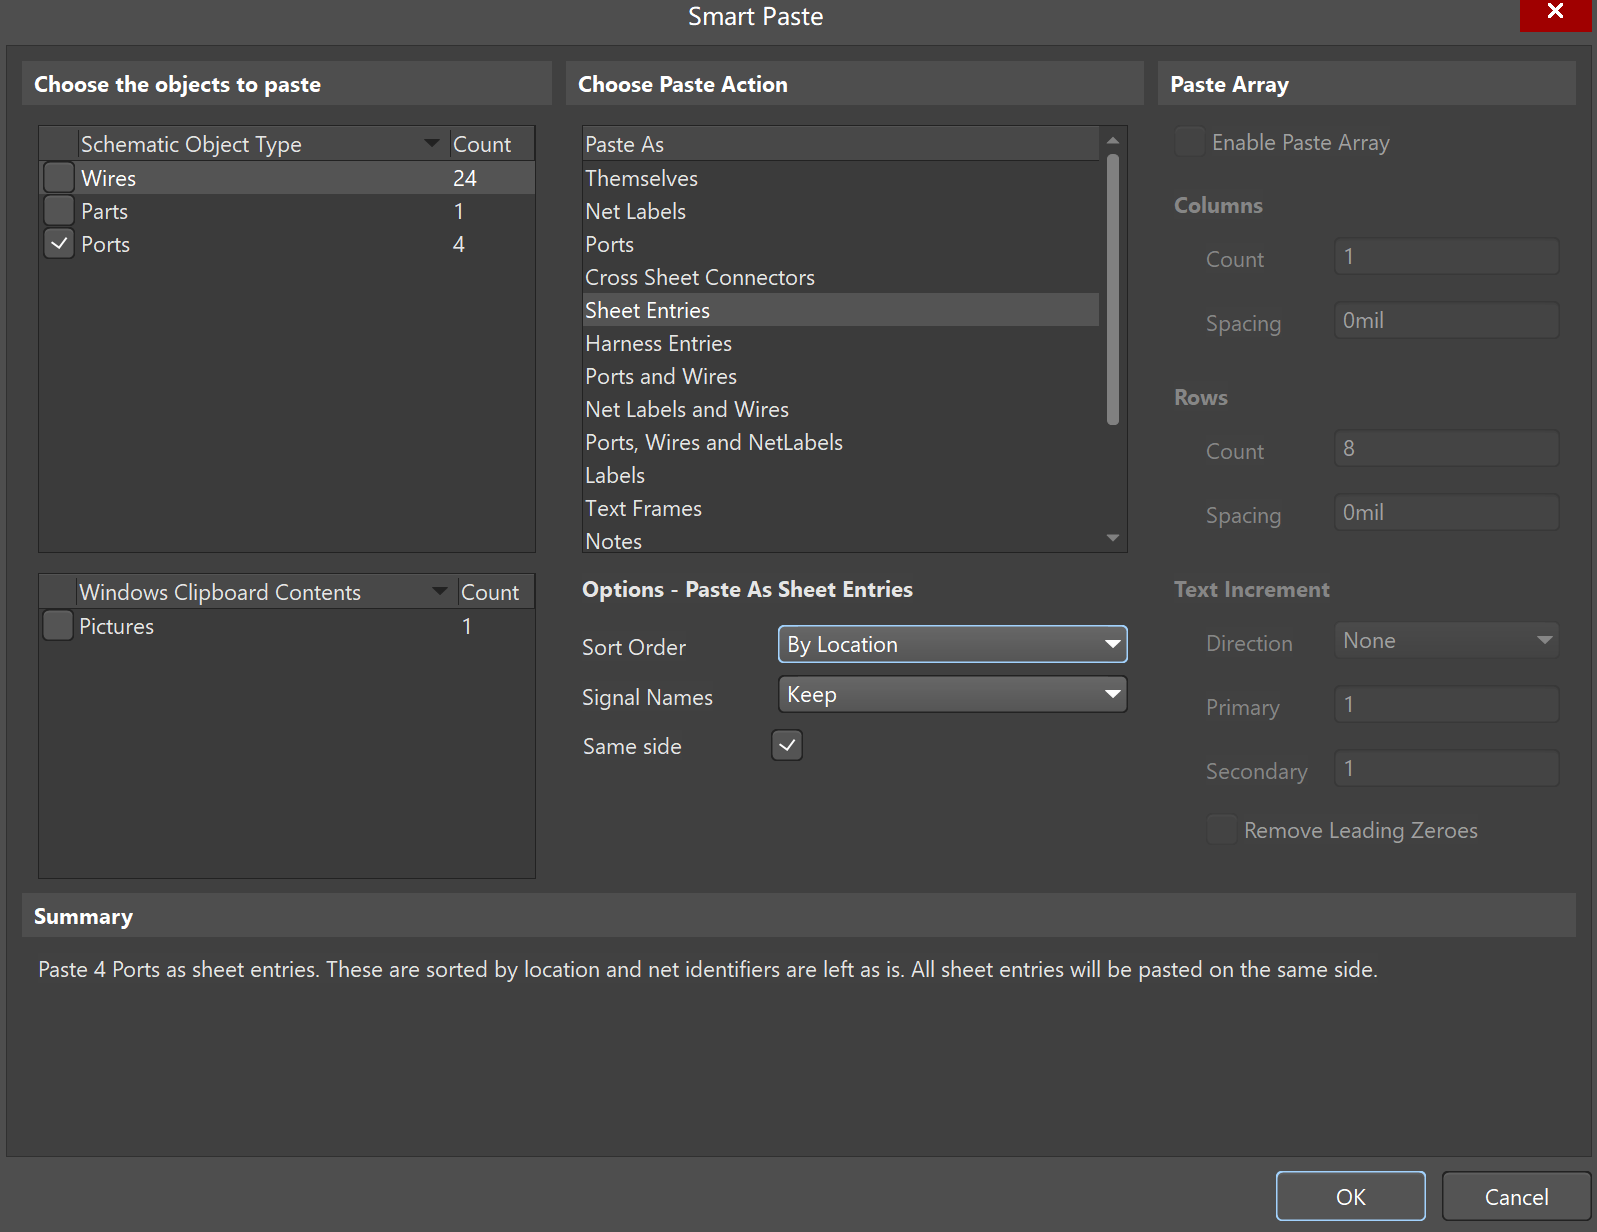 Smart Paste
Choose the objects to paste
Schematic Object Type Count
Wires 24
Parts 1
Ports 4
Windows Clipboard Contents Count
Pictures 1
Choose Paste Action
Paste As
Themselves
Net Labels
Ports
Cross Sheet Connectors
Sheet Entries
Harness Entries
Ports and Wires
Net Labels and Wires
Ports, Wires and NetLabels
Labels
Text Frames
Notes
Options - Paste As Sheet Entries
Sort Order By Location
Signal Names Keep
Same side
Paste Array
Enable Paste Array
Columns
Count 1
Spacing 0mil
Rows
Count 8
Spacing 0mil
Text Increment
Direction None
Primary 1
Secondary 1
Remove Leading Zeroes
Summary
Paste 4 Ports as sheet entries. These are sorted by location and net identifiers are left as is. All sheet entries will be pasted on the same side.
OK Cancel